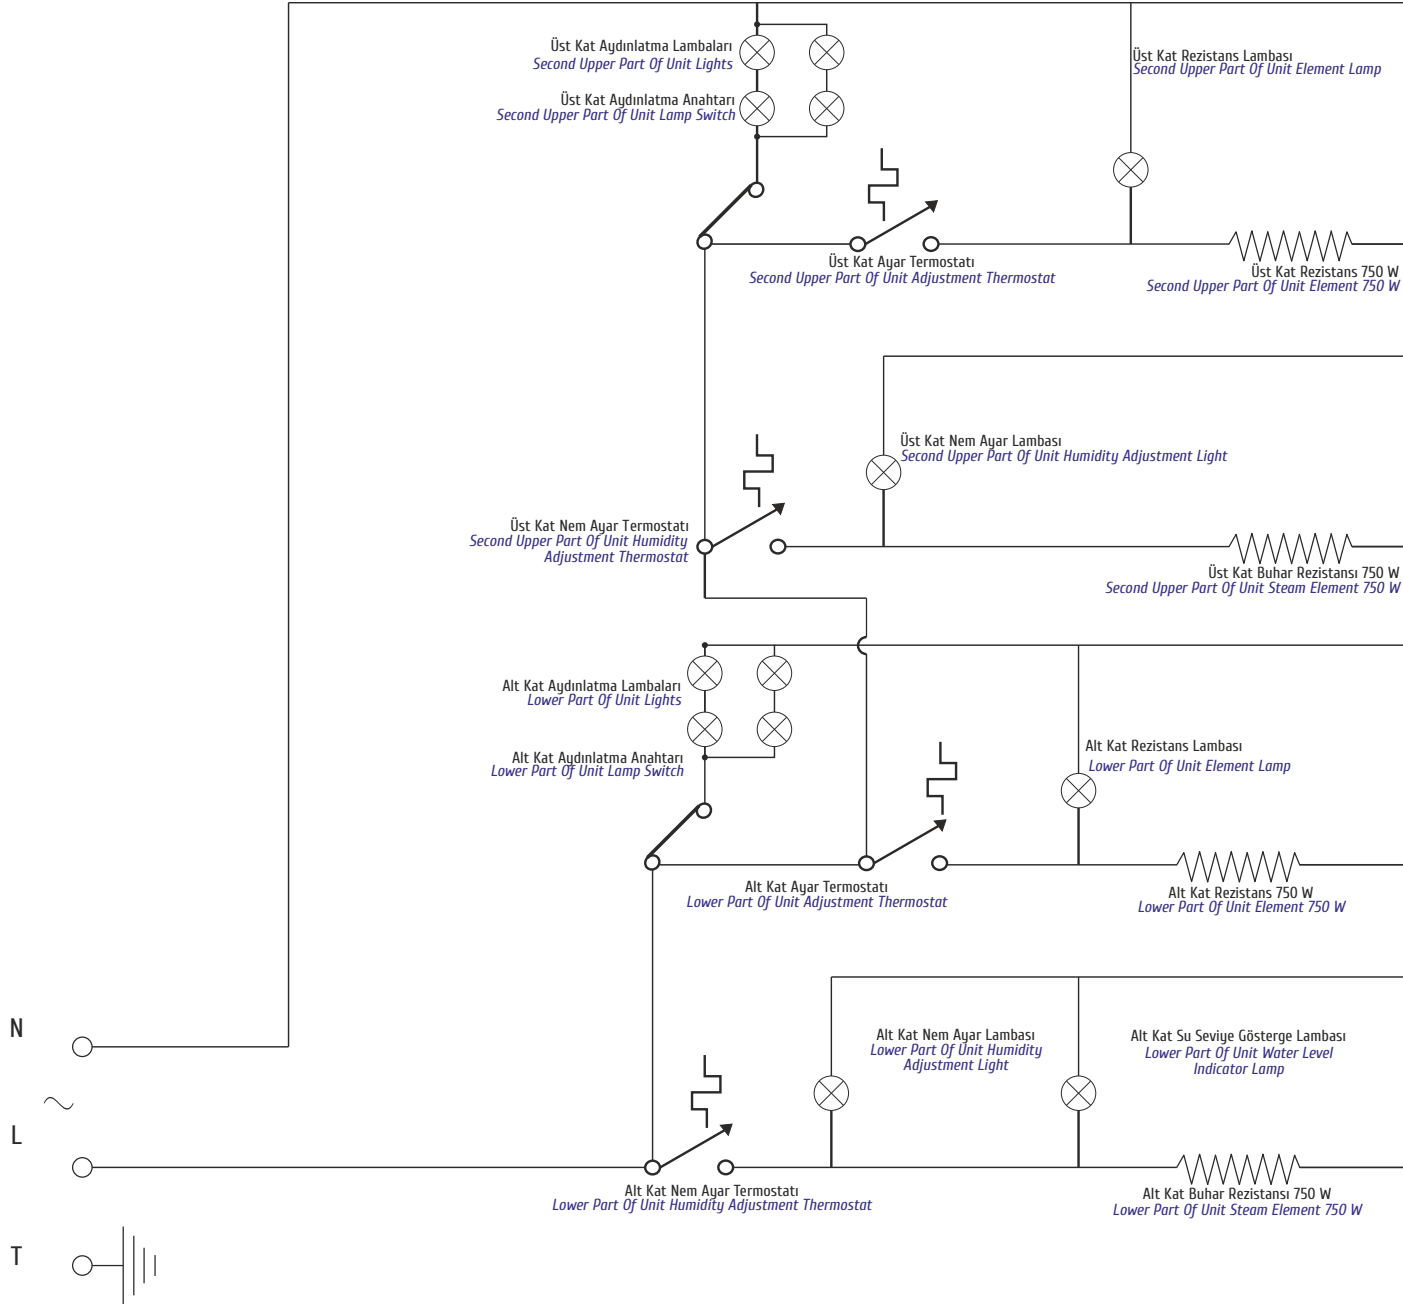 Üst Kat Aydınlatma Lambaları
Second Upper Part Of Unit Lights
Üst Kat Aydınlatma Anahtarı
Second Upper Part Of Unit Lamp Switch
Üst Kat Rezistans Lambası
Second Upper Part Of Unit Element Lamp
Üst Kat Ayar Termostatı
Second Upper Part Of Unit Adjustment Thermostat
Üst Kat Rezistans 750 W
Second Upper Part Of Unit Element 750 W
Üst Kat Nem Ayar Lambası
Second Upper Part Of Unit Humidity Adjustment Light
Üst Kat Nem Ayar Termostatı
Second Upper Part Of Unit Humidity
Adjustment Thermostat
Üst Kat Buhar Rezistansı 750 W
Second Upper Part Of Unit Steam Element 750 W
Alt Kat Aydınlatma Lambaları
Lower Part Of Unit Lights
Alt Kat Aydınlatma Anahtarı
Lower Part Of Unit Lamp Switch
Alt Kat Rezistans Lambası
Lower Part Of Unit Element Lamp
Alt Kat Ayar Termostatı
Lower Part Of Unit Adjustment Thermostat
Alt Kat Rezistans 750 W
Lower Part Of Unit Element 750 W
N
Alt Kat Nem Ayar Lambası
Lower Part Of Unit Humidity
Adjustment Light
Alt Kat Su Seviye Gösterge Lambası
Lower Part Of Unit Water Level
Indicator Lamp
L
Alt Kat Nem Ayar Termostatı
Lower Part Of Unit Humidity Adjustment Thermostat
Alt Kat Buhar Rezistansı 750 W
Lower Part Of Unit Steam Element 750 W
T